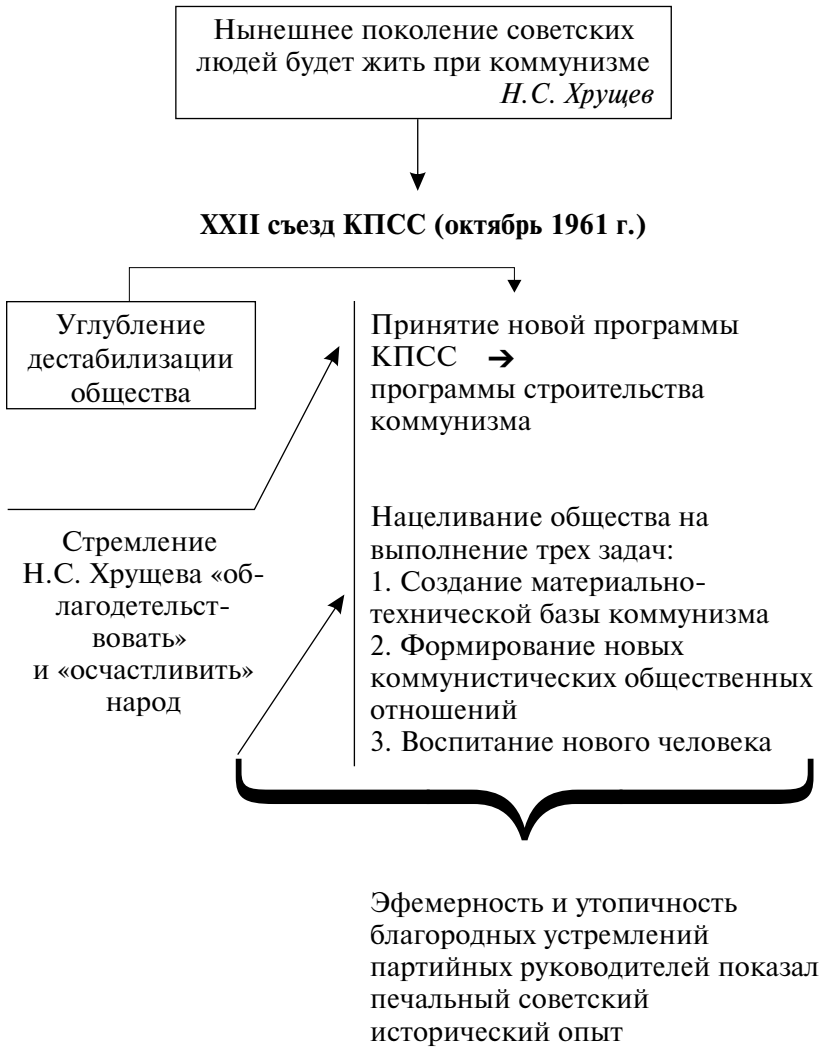 Нынешнее поколение советских
людей будет жить при коммунизме
Н.С. Хрущев
XXII съезд КПСС (октябрь 1961 г.)
Углубление
дестабилизации
общества
Принятие новой программы
КПСС ➔
программы строительства
коммунизма
Стремление
Н.С. Хрущева «об-
лагодетельст-
вовать»
и «осчастливить»
народ
Нацеливание общества на
выполнение трех задач:
1. Создание материально-
технической базы коммунизма
2. Формирование новых
коммунистических общественных
отношений
3. Воспитание нового человека
Эфемерность и утопичность
благородных устремлений
партийных руководителей показал
печальный советский
исторический опыт